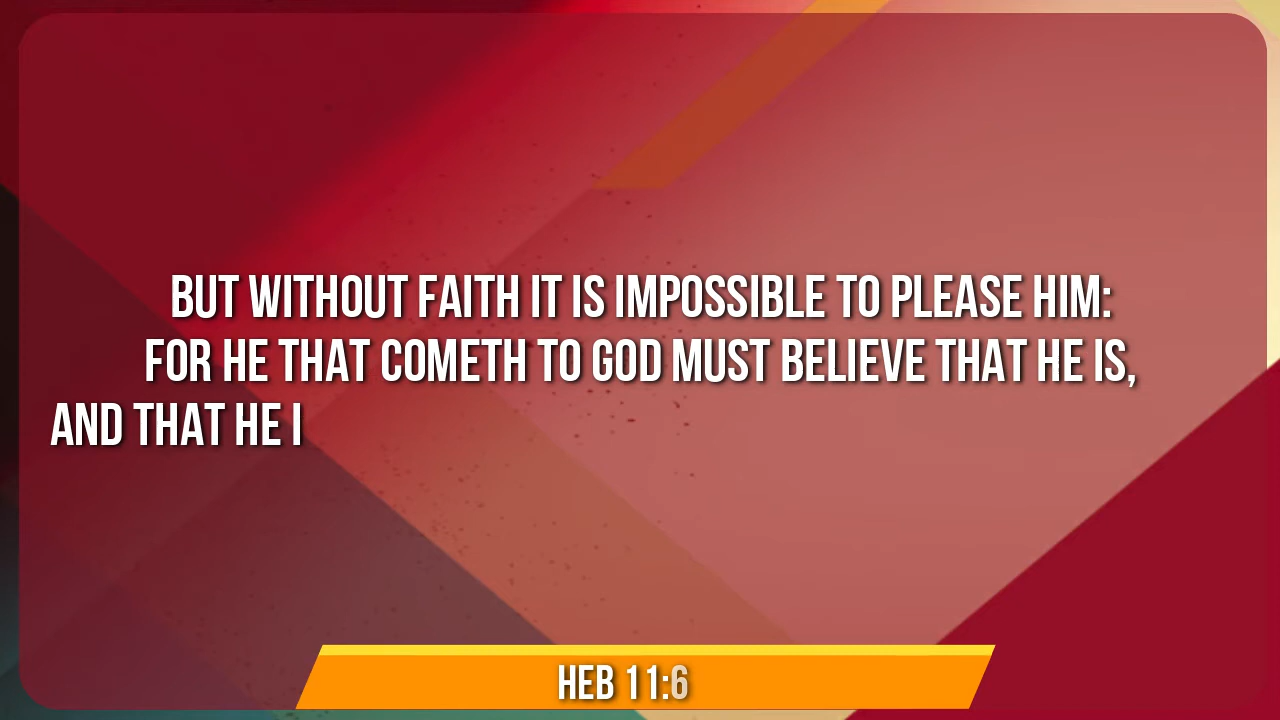 BUT WITHOUT FAITH IT IS IMPOSSIBLE TO PLEASE HIM:
FOR HE THAT COMETH TO GOD MUST BELIEVE THAT HE IS,
AND THAT HE I
HEB 11:6